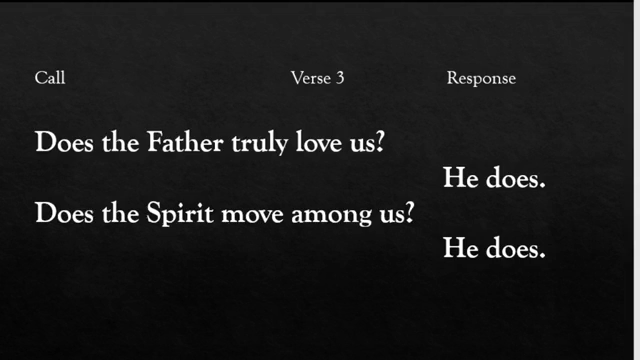 Call Verse 3 Response
Does the Father truly love us?
He does.
Does the Spirit move among us?
He does.